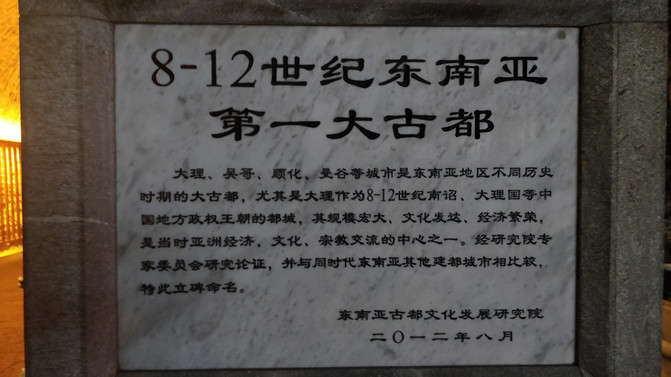 8-12世纪东南亚
第一大古都
大理、吴哥、顺化、曼谷等城市是东南亚地区不同历史
时期的大古都，尤其是大理作为8-12世纪南诏、大理国等中
国地方政权王朝的都城，其规模宏大、文化发达、经济繁荣，
是当时亚洲经济、文化、宗教交流的中心之一。经研究院专
家委员会研究论证，并与同时代东南亚其他建都城市相比较，
特此立碑命名。
东南亚古都文化发展研究院
二〇一二年八月